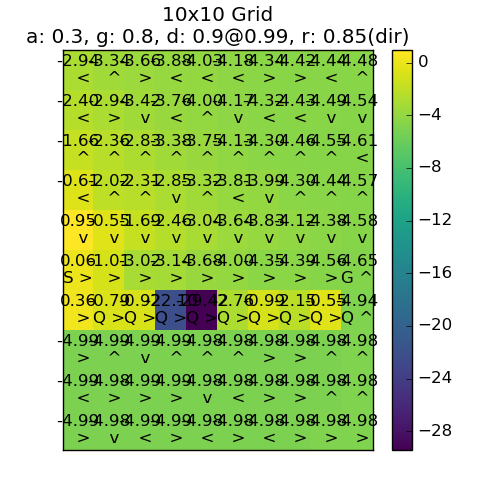 10x10 Grid
a: 0.3, g: 0.8, d: 0.9@0.99, r: 0.85(dir)
-2.94 -3.34 -3.66 -3.88 -4.03 -4.18 -4.34 -4.42 -4.44 -4.48
< ^ > < < < > < < ^
-2.40 -2.94 -3.42 -3.76 -4.00 -4.17 -4.32 -4.43 -4.49 -4.54
< > v < ^ v < < v v
-1.66 -2.36 -2.83 -3.38 -3.75 -4.13 -4.30 -4.46 -4.55 -4.61
^ ^ ^ ^ ^ ^ ^ ^ ^ <
-2.02 -2.31 -2.85 -3.32 -3.81 -3.99 -4.30 -4.44 -4.57
< ^ ^ v ^ < v ^ ^ ^
0.95 -0.55 -1.69 -2.46 -3.04 -3.64 -3.83 -4.12 -4.38 -4.58
v v v v v v v v v v
0.06 -1.01 -3.02 -3.14 -3.68 -4.00 -4.35 -4.39 -4.56 -4.65
S > > > > > > > > > G ^
0.36 -0.79 -0.92 -22.10 -29.42 -2.76 -0.99 -2.15 -0.55 -4.94
> Q > Q > Q > Q > Q > Q > Q > Q > Q ^
-4.99 -4.98 -4.99 -4.99 -4.98 -4.98 -4.98 -4.98 -4.98 -4.98
> ^ v ^ ^ ^ > > ^ ^
-4.99 -4.98 -4.99 -4.99 -4.98 -4.98 -4.98 -4.98 -4.98 -4.98
< > > > v < > > ^ ^
-4.99 -4.98 -4.99 -4.99 -4.98 -4.98 -4.98 -4.98 -4.98 -4.98
> v < > < > < > > >
0
−4
−8
−12
−16
−20
−24
−28